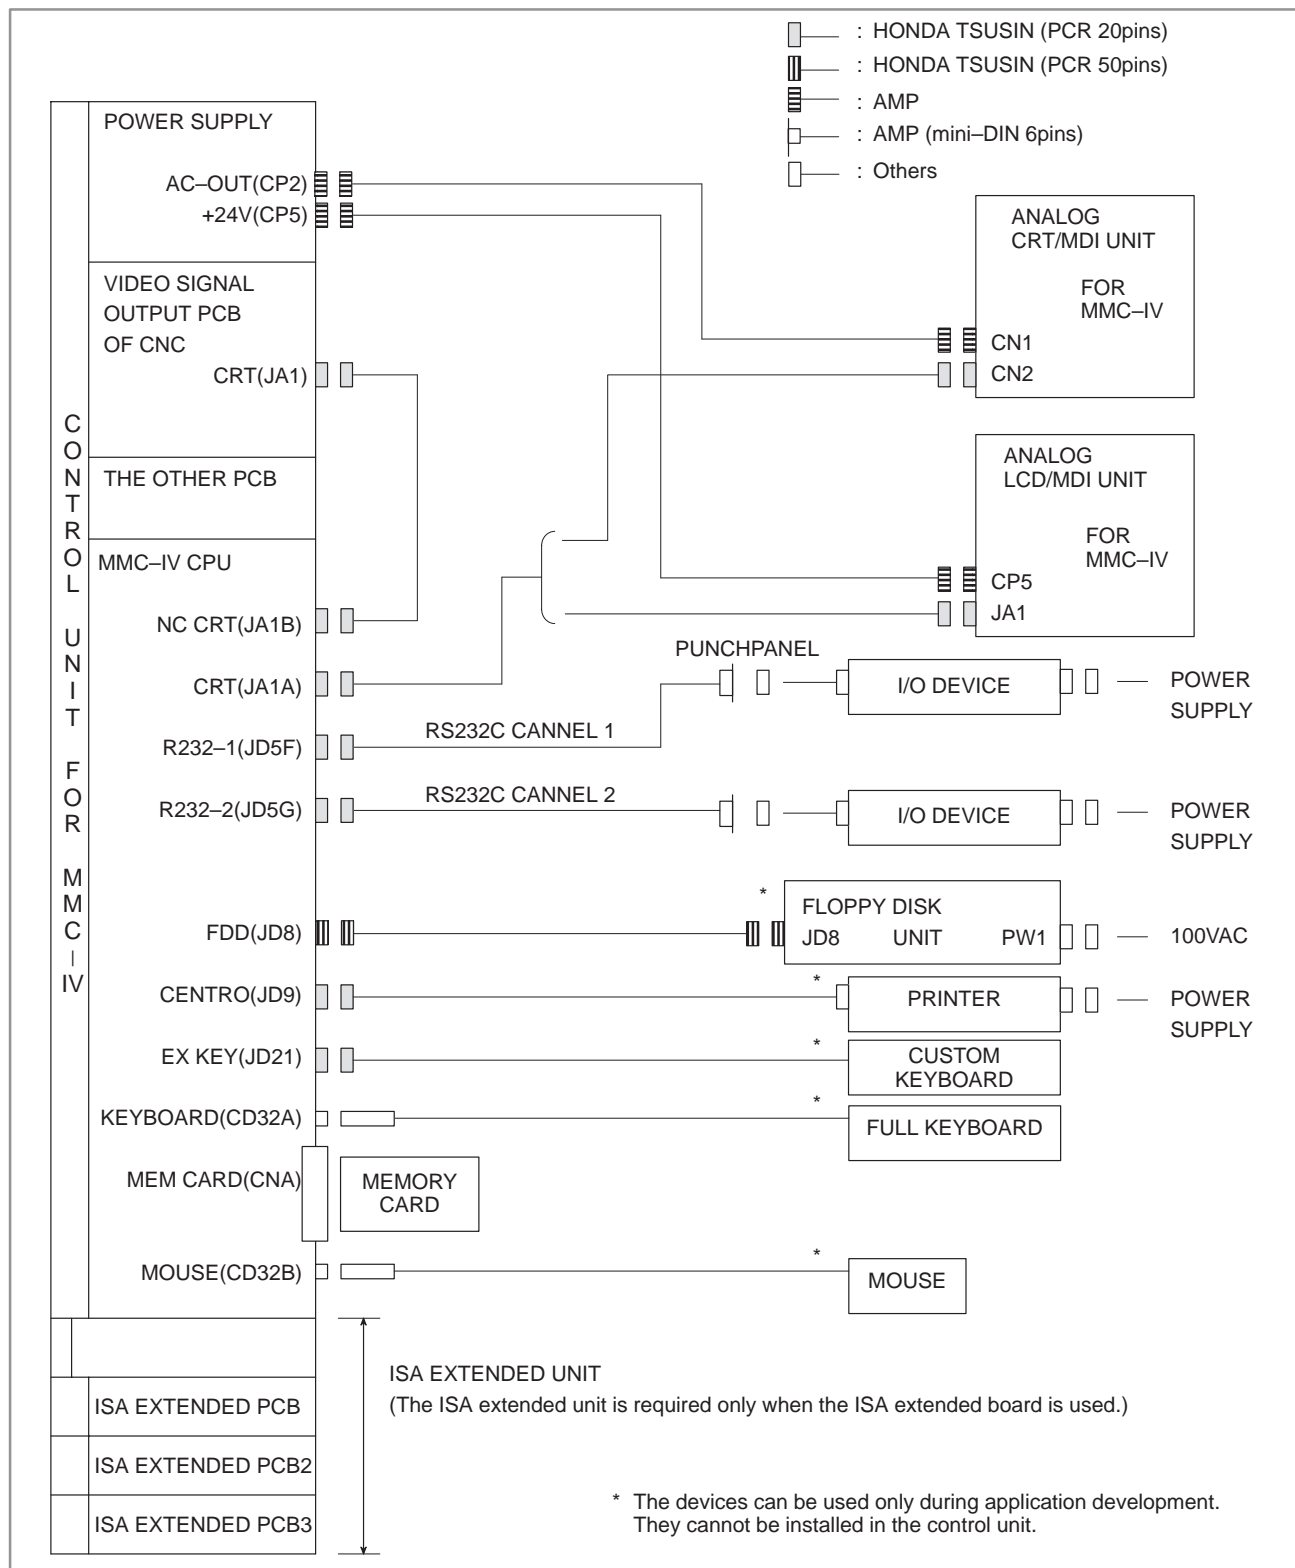 : HONDA TSUSIN (PCR 20pins)
: HONDA TSUSIN (PCR 50pins)
: AMP
: AMP (mini–DIN 6pins)
: Others
CONTROL UNIT FOR MMC–IV
POWER SUPPLY
AC–OUT(CP2)
+24V(CP5)
VIDEO SIGNAL
OUTPUT PCB
OF CNC
CRT(JA1)
THE OTHER PCB
MMC–IV CPU
NC CRT(JA1B)
CRT(JA1A)
R232–1(JD5F)
R232–2(JD5G)
FDD(JD8)
CENTRO(JD9)
EX KEY(JD21)
KEYBOARD(CD32A)
MEM CARD(CNA)
MOUSE(CD32B)
ISA EXTENDED PCB
ISA EXTENDED PCB2
ISA EXTENDED PCB3
ANALOG
CRT/MDI UNIT
FOR
MMC–IV
CN1
CN2
ANALOG
LCD/MDI UNIT
FOR
MMC–IV
CP5
JA1
PUNCHPANEL
RS232C CANNEL 1
I/O DEVICE
POWER
SUPPLY
RS232C CANNEL 2
I/O DEVICE
POWER
SUPPLY
*
FLOPPY DISK
JD8 UNIT PW1
100VAC
*
PRINTER
POWER
SUPPLY
*
CUSTOM
KEYBOARD
*
FULL KEYBOARD
MEMORY
CARD
*
MOUSE
ISA EXTENDED UNIT
(The ISA extended unit is required only when the ISA extended board is used.)
* The devices can be used only during application development.
They cannot be installed in the control unit.